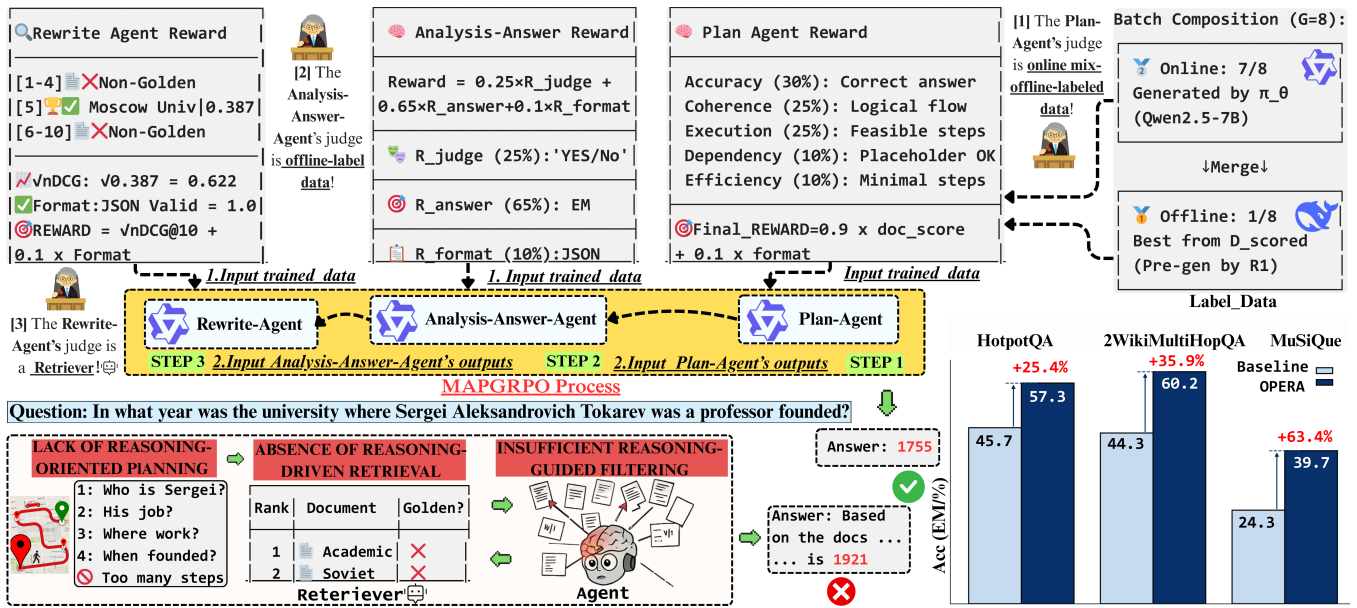 Rewrite Agent Reward
[1-4] Non-Golden
[5] Moscow Univ|0.387
[6-10] Non-Golden
√nDCG: √0.387 = 0.622
Format:JSON Valid = 1.0
REWARD = √nDCG@10 +
0.1 x Format
[2] The
Analysis-
Answer-
Agent's judge
is offline-label
data!
Analysis-Answer Reward
Reward = 0.25×R_judge +
0.65×R_answer+0.1×R_format
R_judge (25%):'YES/No'
R_answer (65%): EM
R_format (10%):JSON
Plan Agent Reward
Accuracy (30%): Correct answer
Coherence (25%): Logical flow
Execution (25%): Feasible steps
Dependency (10%): Placeholder OK
Efficiency (10%): Minimal steps
Final_REWARD=0.9 x doc_score
+ 0.1 x format
[1] The Plan-
Agent's judge
is online mix-
offline-labeled
data!
Batch Composition (G=8):
Online: 7/8
Generated by π_θ
(Qwen2.5-7B)
↓Merge↓
Offline: 1/8
Best from D_scored
(Pre-gen by R1)
Label_Data
1.Input trained data
1. Input trained data
Input trained data
[3] The Rewrite-
Agent's judge is
a Retriever!
Rewrite-Agent
Analysis-Answer-Agent
Plan-Agent
STEP 3
2.Input Analysis-Answer-Agent's outputs
STEP 2
2.Input Plan-Agent's outputs
STEP 1
MAPGRPO Process
Question: In what year was the university where Sergei Aleksandrovich Tokarev was a professor founded?
LACK OF REASONING-
ORIENTED PLANNING
1: Who is Sergei?
2: His job?
3: Where work?
4: When founded?
Too many steps
ABSENCE OF REASONING-
DRIVEN RETRIEVAL
Rank Document Golden?
1 Academic
2 Soviet
Reteriever
INSUFFICIENT REASONING-
GUIDED FILTERING
Agent
Answer: 1755
Answer: Based
on the docs ...
... is 1921
HotpotQA
2WikiMultiHopQA
MuSiQue
+25.4%
+35.9%
Baseline
OPERA
57.3
60.2
45.7
44.3
+63.4%
39.7
24.3
Acc (EM/%)